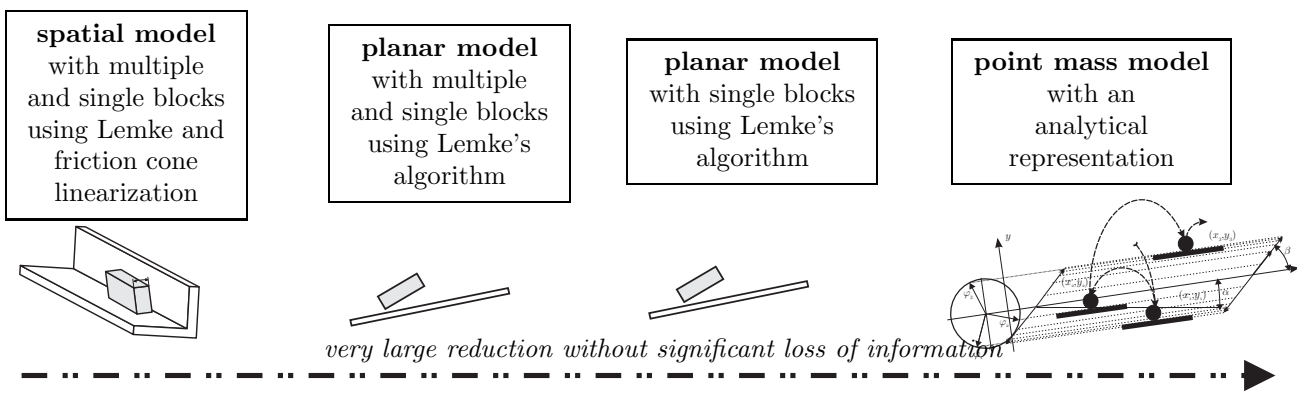 spatial model
with multiple
and single blocks
using Lemke and
friction cone
linearization
planar model
with multiple
and single blocks
using Lemke's
algorithm
planar model
with single blocks
using Lemke's
algorithm
point mass model
with an
analytical
representation
y
β
α
very large reduction without significant loss of information